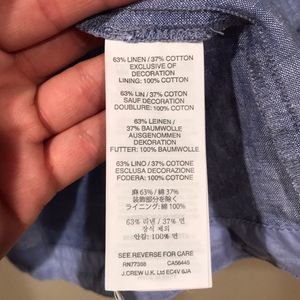 63% LINEN / 37% COTTON
EXCLUSIVE OF
DECORATION
LINING: 100% COTTON
63% LIN / 37% COTON
SAUF DÉCORATION
DOUBLURE: 100% COTON
63% LEINEN /
37% BAUMWOLLE
AUSGENOMMEN
DEKORATION
FUTTER: 100% BAUMWOLLE
63% LINO / 37% COTONE
ESCLUSA DECORAZIONE
FODERA: 100% COTONE
麻 63% / 綿 37%
装飾部分を除く
ライニング: 綿 100%
63% 리넨 / 37% 면
장식 제외
안감 100% 면
SEE REVERSE FOR CARE
RN77388 CA56445
J.CREW U.K. Ltd EC4V 6JA